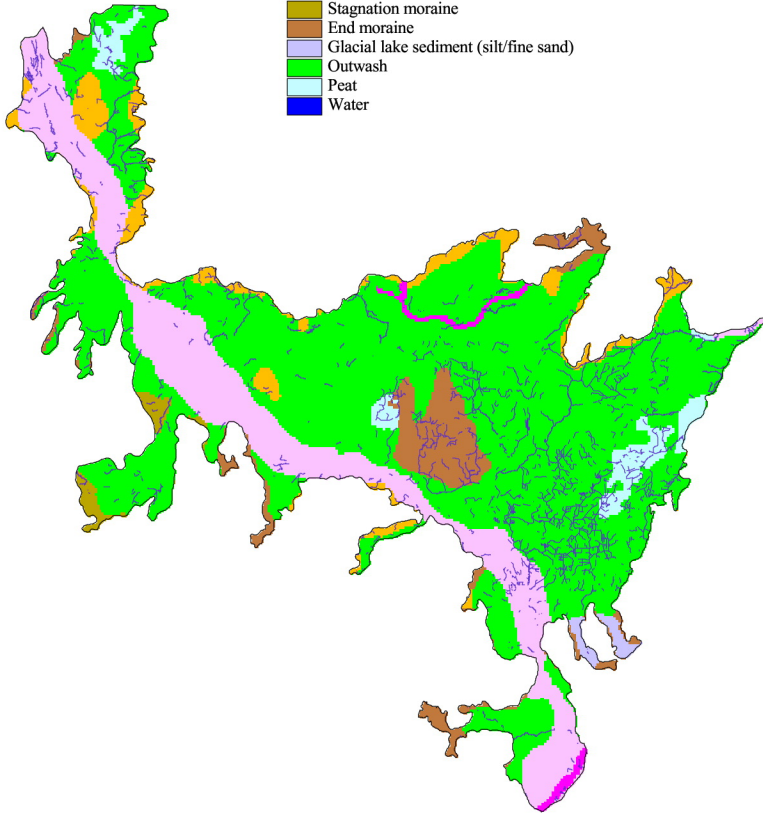 Stagnation moraine
End moraine
Glacial lake sediment (silt/fine sand)
Outwash
Peat
Water